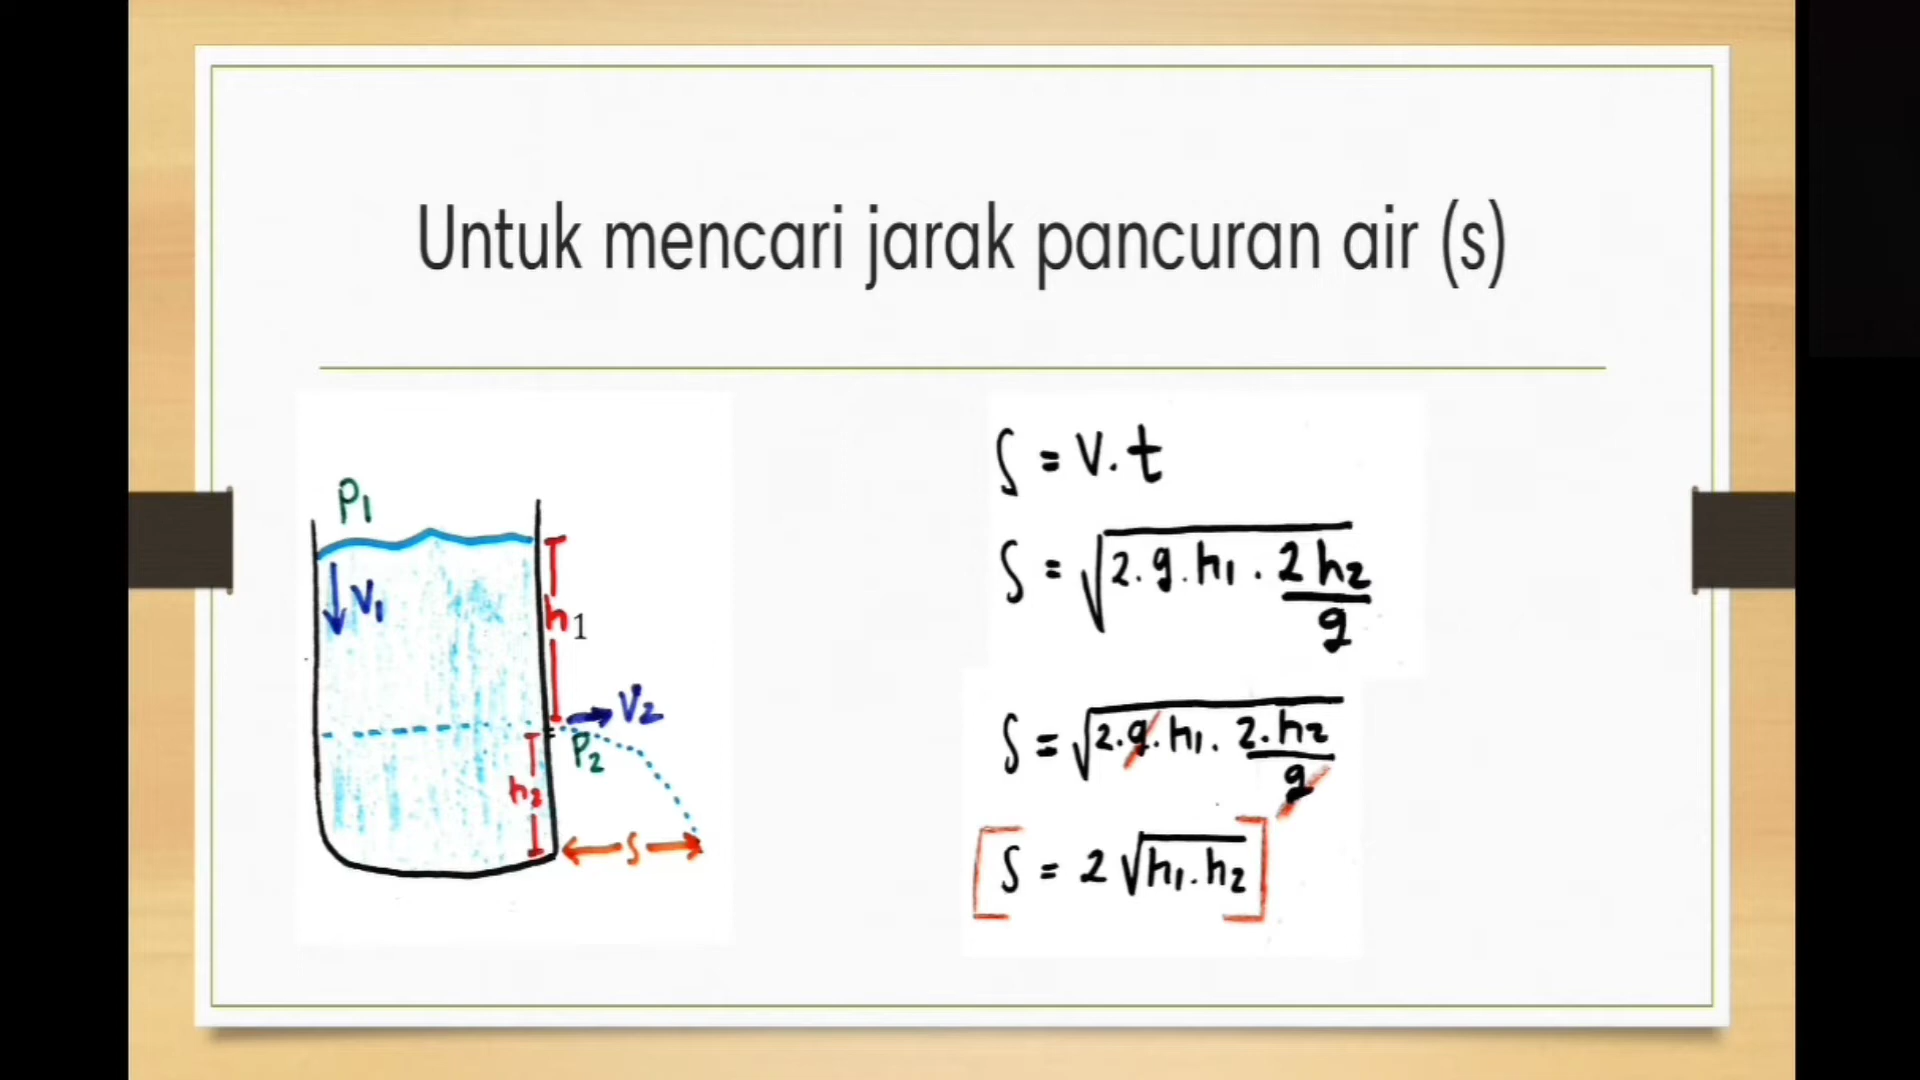 Untuk mencari jarak pancuran air (s)
P1
V1
h1
V2
P2
h2
s
S = V.t
S = √2.g.h1 . 2h2/g
S = √2.g.h1. 2.h2/g
S = 2 √h1.h2